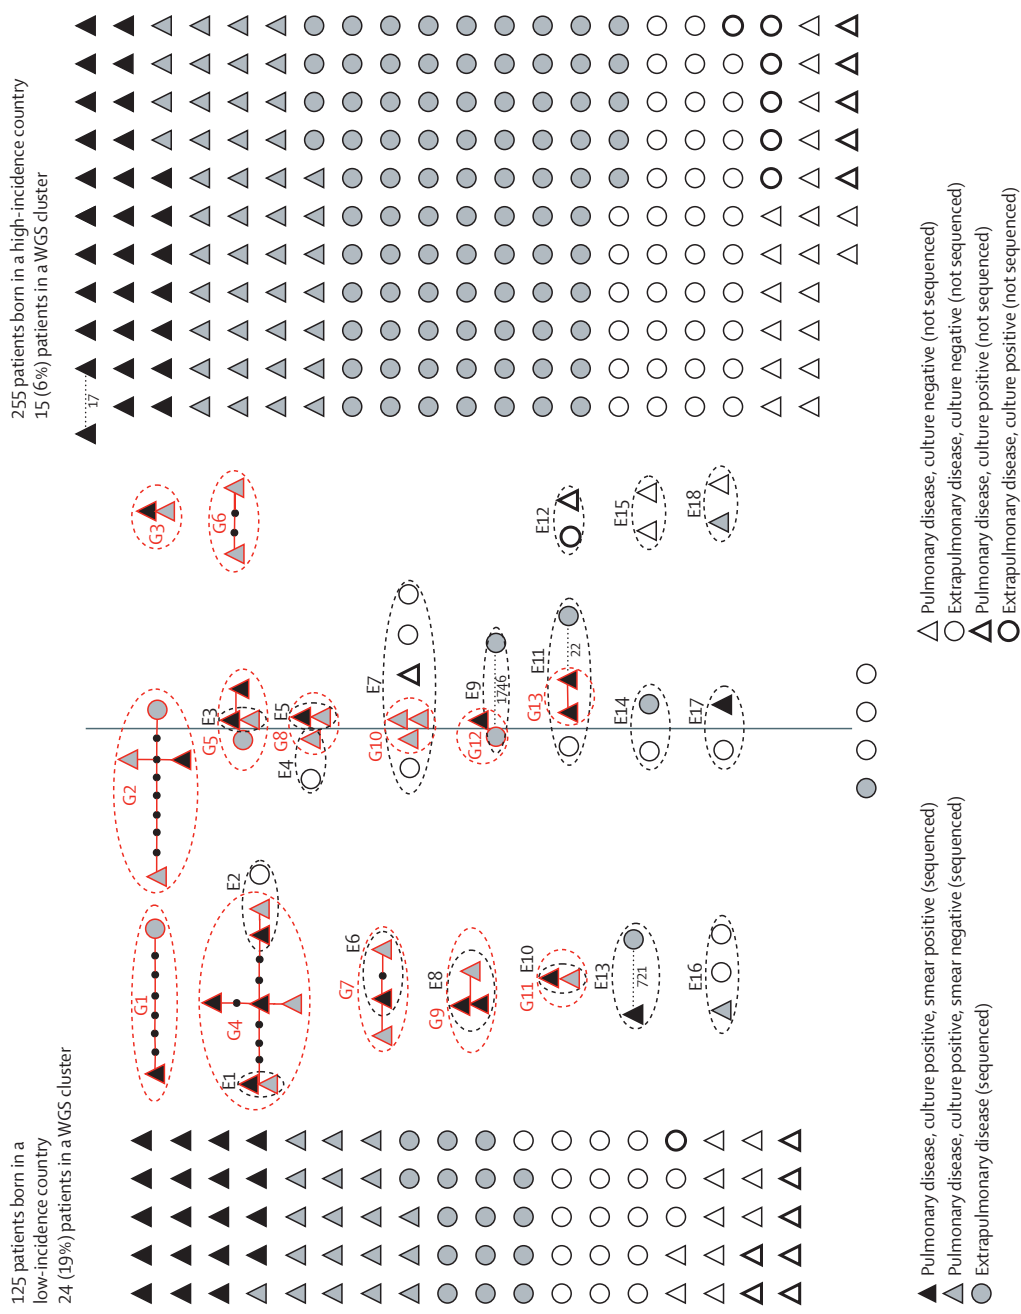 125 patients born in a
low-incidence country
24 (19%) patients in a WGS cluster
255 patients born in a high-incidence country
15 (6%) patients in a WGS cluster
17
G1
G2
G3
G4
E1
E2
G5
E3
G6
G7
E6
G8
E4
E5
G9
E8
G10
E7
G11
E10
G12
E9
1746
G13
E11
22
E12
E13
721
E14
E15
E16
E17
E18
Pulmonary disease, culture positive, smear positive (sequenced)
Pulmonary disease, culture positive, smear negative (sequenced)
Extrapulmonary disease (sequenced)
Pulmonary disease, culture negative (not sequenced)
Extrapulmonary disease, culture negative (not sequenced)
Pulmonary disease, culture positive (not sequenced)
Extrapulmonary disease, culture positive (not sequenced)